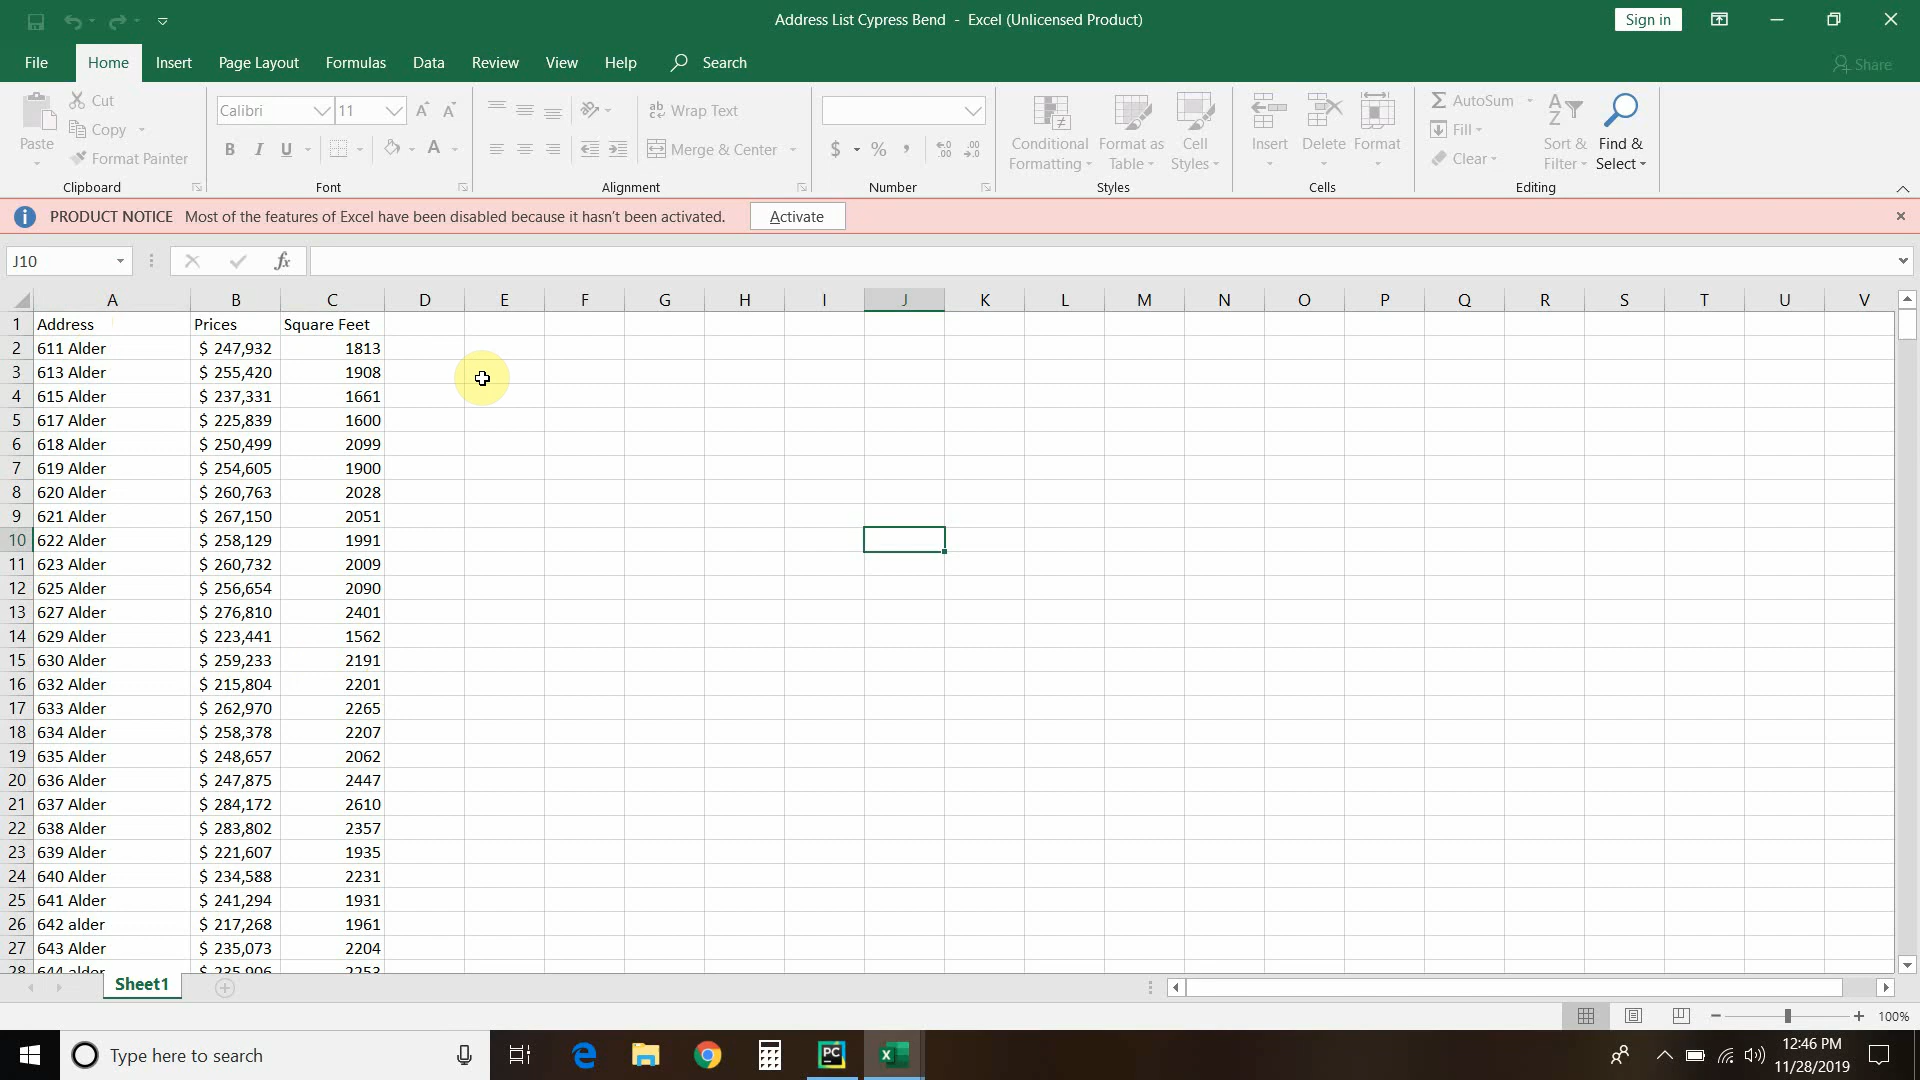 Address List Cypress Bend - Excel (Unlicensed Product)
Sign in
File Home Insert Page Layout Formulas Data Review View Help Search
Share
Paste
Cut
Copy
Format Painter
Clipboard
Calibri 11
B I U A
Font
Wrap Text
Merge & Center
Alignment
$ % ,
Number
Conditional Formatting
Format as Table
Cell Styles
Styles
Insert Delete Format
Cells
AutoSum
Fill
Clear
Sort & Filter
Find & Select
Editing
PRODUCT NOTICE Most of the features of Excel have been disabled because it hasn't been activated. Activate
J10
fx
A B C D E F G H I J K L M N O P Q R S T U V
1 Address Prices Square Feet
2 611 Alder $ 247,932 1813
3 613 Alder $ 255,420 1908
4 615 Alder $ 237,331 1661
5 617 Alder $ 225,839 1600
6 618 Alder $ 250,499 2099
7 619 Alder $ 254,605 1900
8 620 Alder $ 260,763 2028
9 621 Alder $ 267,150 2051
10 622 Alder $ 258,129 1991
11 623 Alder $ 260,732 2009
12 625 Alder $ 256,654 2090
13 627 Alder $ 276,810 2401
14 629 Alder $ 223,441 1562
15 630 Alder $ 259,233 2191
16 632 Alder $ 215,804 2201
17 633 Alder $ 262,970 2265
18 634 Alder $ 258,378 2207
19 635 Alder $ 248,657 2062
20 636 Alder $ 247,875 2447
21 637 Alder $ 284,172 2610
22 638 Alder $ 283,802 2357
23 639 Alder $ 221,607 1935
24 640 Alder $ 234,588 2231
25 641 Alder $ 241,294 1931
26 642 alder $ 217,268 1961
27 643 Alder $ 235,073 2204
28 644 alder $ 235,906 2253
Sheet1
100%
Type here to search
12:46 PM
11/28/2019